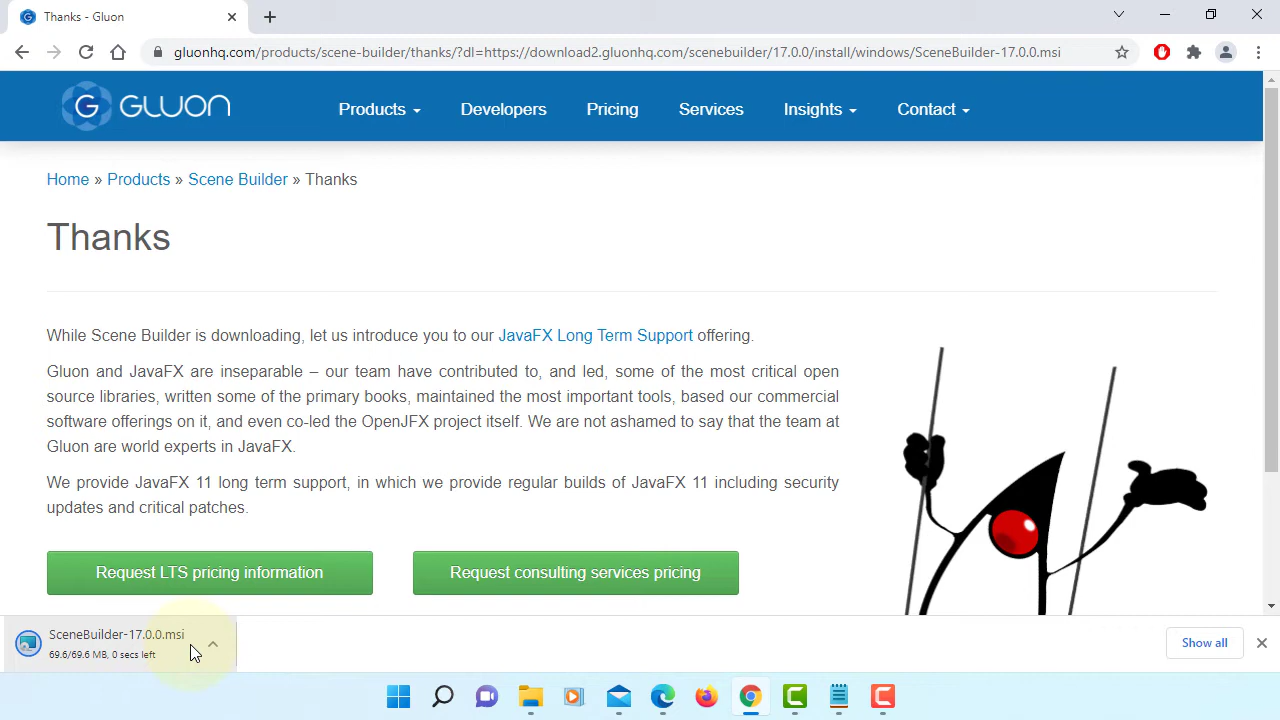 Thanks - Gluon
gluonhq.com/products/scene-builder/thanks/?dl=https://download2.gluonhq.com/scenebuilder/17.0.0/install/windows/SceneBuilder-17.0.0.msi
GLUON Products Developers Pricing Services Insights Contact
Home » Products » Scene Builder » Thanks
Thanks
While Scene Builder is downloading, let us introduce you to our JavaFX Long Term Support offering.
Gluon and JavaFX are inseparable – our team have contributed to, and led, some of the most critical open
source libraries, written some of the primary books, maintained the most important tools, based our commercial
software offerings on it, and even co-led the OpenJFX project itself. We are not ashamed to say that the team at
Gluon are world experts in JavaFX.
We provide JavaFX 11 long term support, in which we provide regular builds of JavaFX 11 including security
updates and critical patches.
Request LTS pricing information Request consulting services pricing
SceneBuilder-17.0.0.msi
69.6/69.6 MB, 0 secs left
Show all